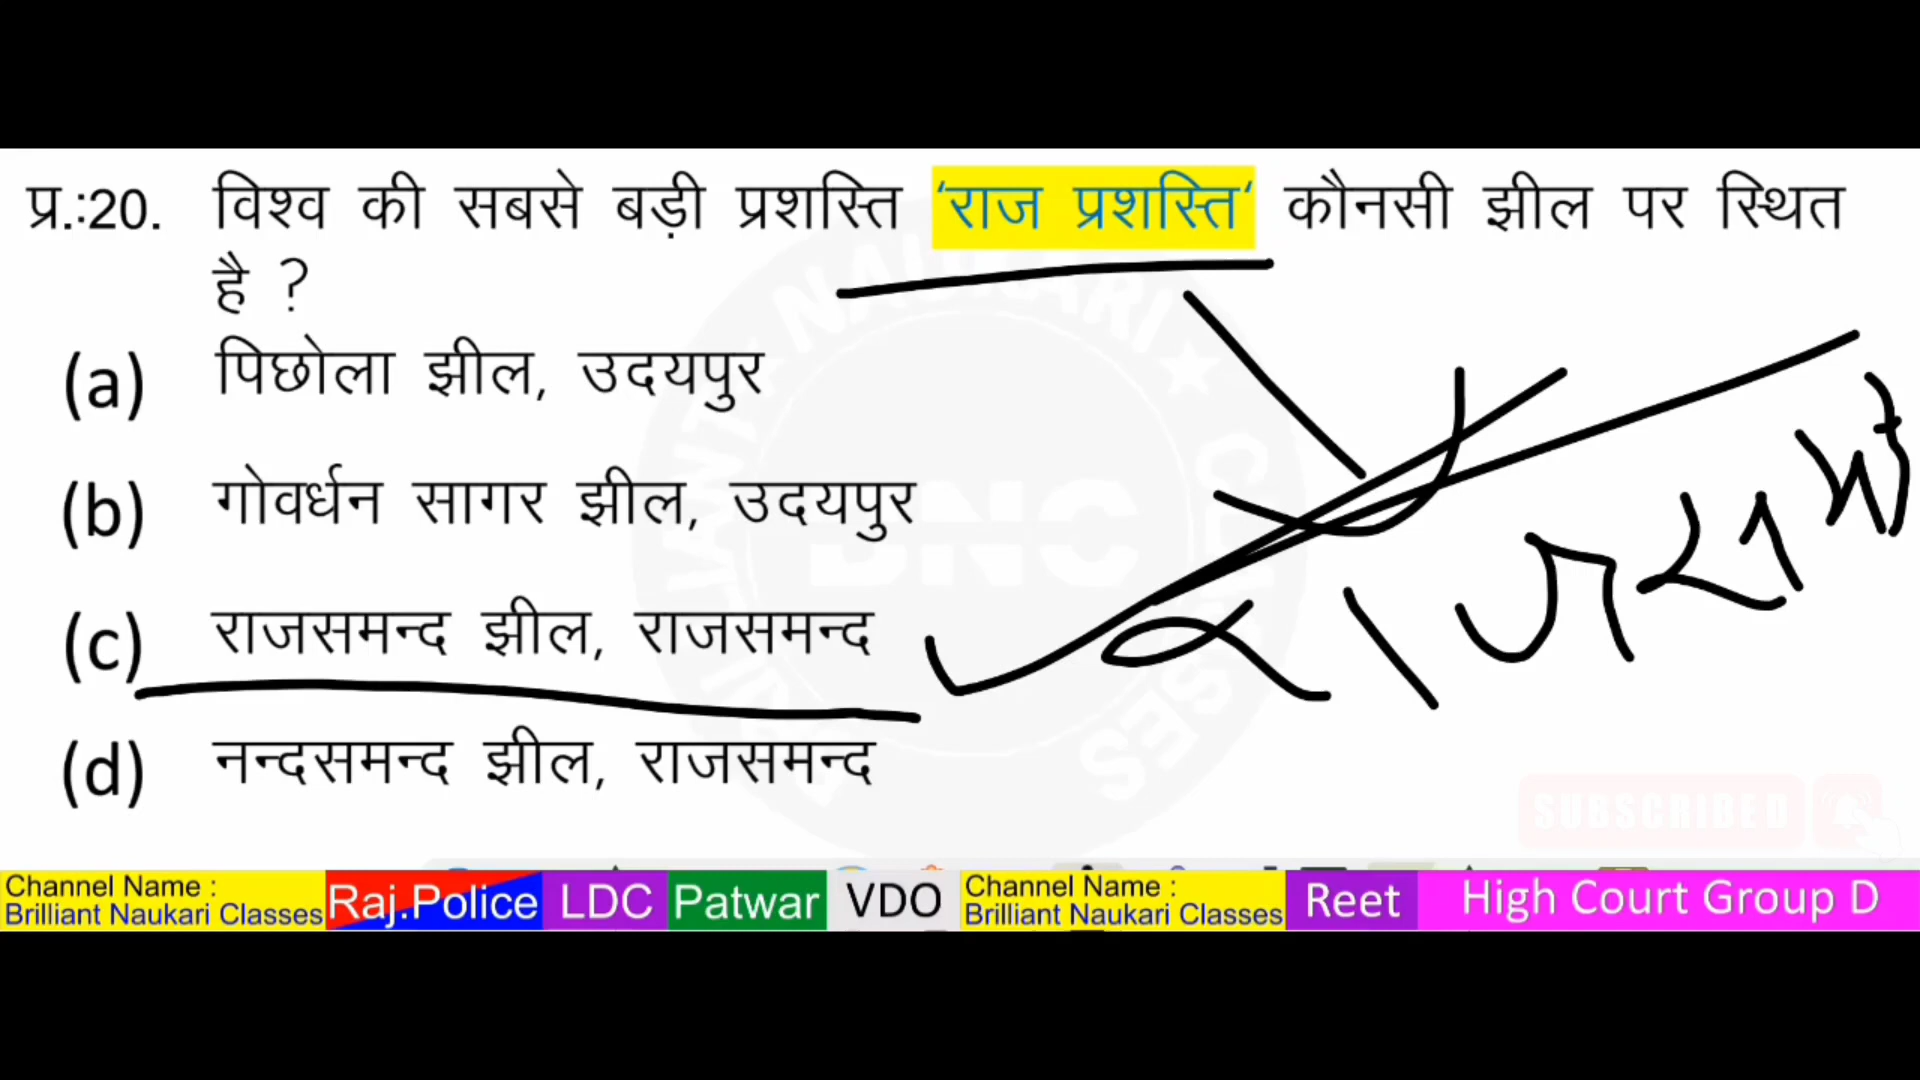 प्र.:20. विश्व की सबसे बड़ी प्रशस्ति ‘राज प्रशस्ति‘ कौनसी झील पर स्थित
है ?
(a) पिछोला झील, उदयपुर
(b) गोवर्धन सागर झील, उदयपुर
(c) राजसमन्द झील, राजसमन्द
(d) नन्दसमन्द झील, राजसमन्द
SUBSCRIBED
Channel Name :
Brilliant Naukari Classes
Raj.Police LDC Patwar VDO
Channel Name :
Brilliant Naukari Classes
Reet High Court Group D